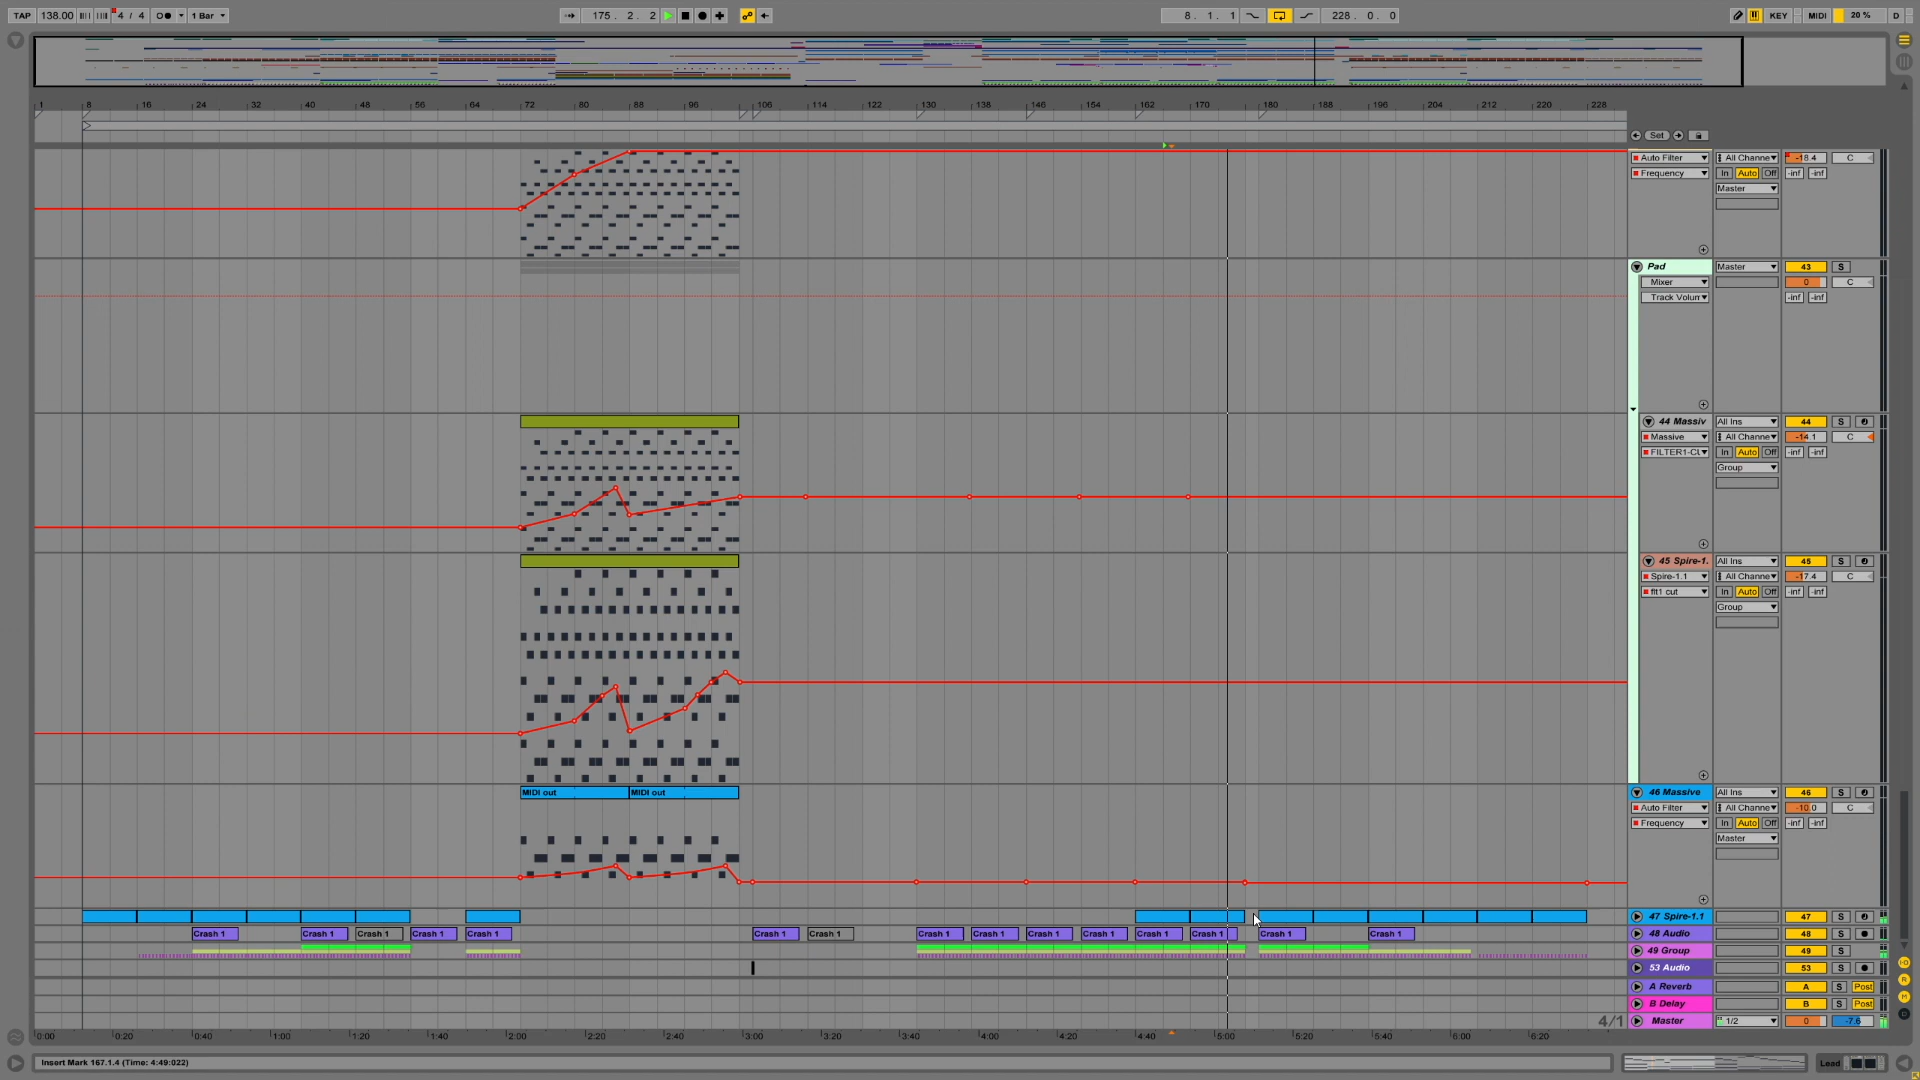 TAP 138.00 4 / 4 1 Bar 175. 2. 2 8. 1. 1 228. 0. 0 KEY MIDI 20 % D
1 8 16 24 32 40 48 56 64 72 80 88 96 106 114 122 130 138 146 154 162 170 180 188 196 204 212 220 228
Set
Auto Filter All Channe -18.4 C
Frequency In Auto Off -inf -inf
Master
Pad Master 43 S
Mixer 0 C
Track Volum -inf -inf
44 Massiv All Ins 44 S
Massive All Channe -14.1 C
FILTER1-CU In Auto Off -inf -inf
Group
45 Spire-1. All Ins 45 S
Spire-1.1 All Channe -17.4 C
flt1 cut In Auto Off -inf -inf
Group
MIDI out MIDI out 46 Massive All Ins 46 S
Auto Filter All Channe -10.0 C
Frequency In Auto Off -inf -inf
Master
47 Spire-1.1 47 S
Crash 1 Crash 1 Crash 1 Crash 1 Crash 1 Crash 1 Crash 1 Crash 1 Crash 1 Crash 1 Crash 1 Crash 1 Crash 1 Crash 1 Crash 1 48 Audio 48 S
49 Group 49 S
53 Audio 53 S
A Reverb A S Post
B Delay B S Post
4/1 Master 1/2 0 -7.6
0:00 0:20 0:40 1:00 1:20 1:40 2:00 2:20 2:40 3:00 3:20 3:40 4:00 4:20 4:40 5:00 5:20 5:40 6:00 6:20
Insert Mark 167.1.4 (Time: 4:49:022) Lead